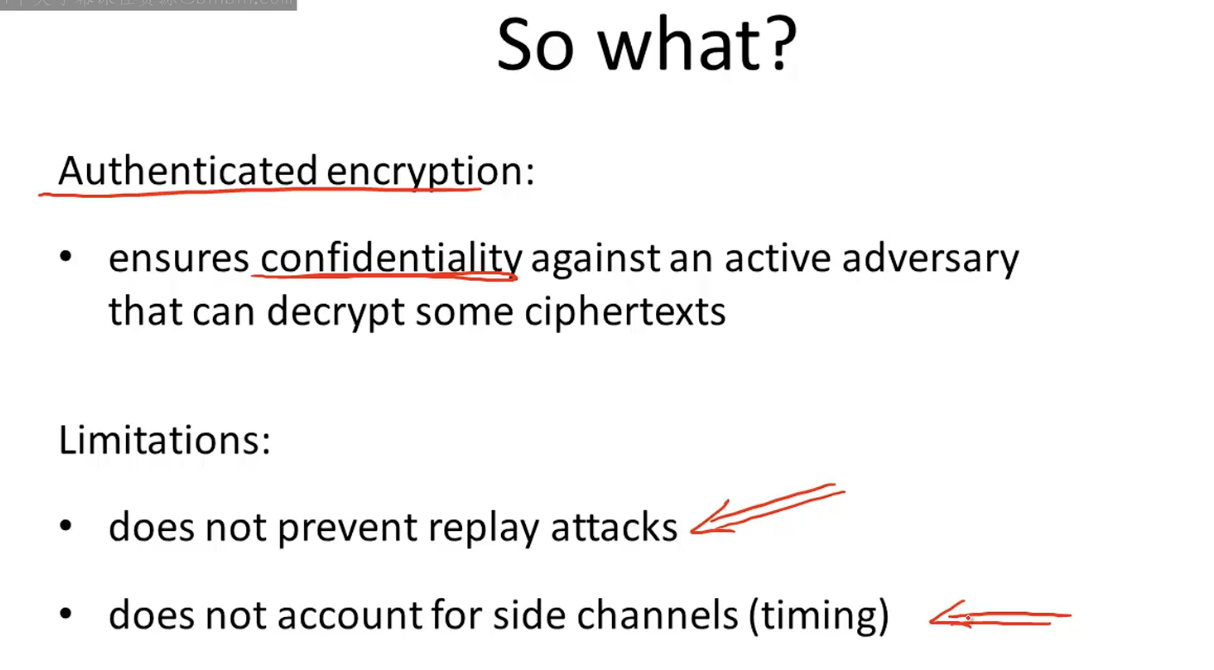 So what?
Authenticated encryption:
• ensures confidentiality against an active adversary
that can decrypt some ciphertexts
Limitations:
• does not prevent replay attacks
• does not account for side channels (timing)